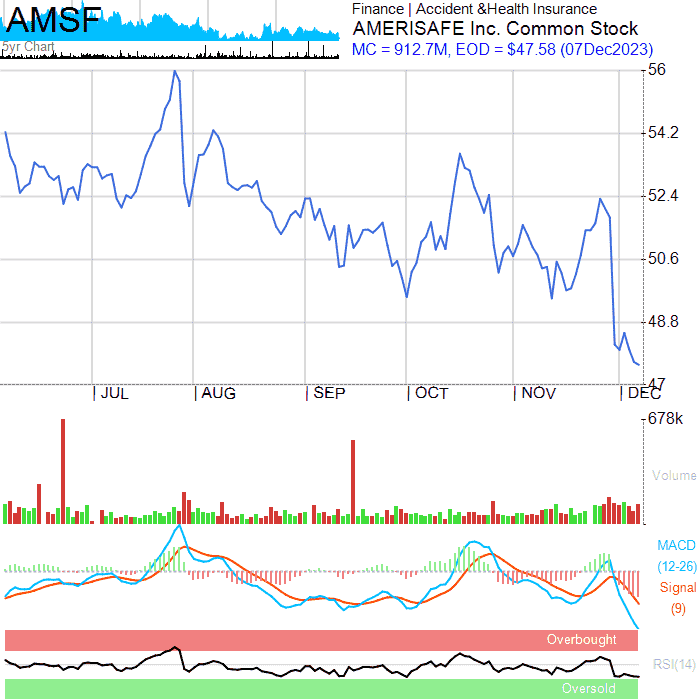 AMSF
5yr Chart
Finance | Accident &Health Insurance
AMERISAFE Inc. Common Stock
MC = 912.7M, EOD = $47.58 (07Dec2023)
56
54.2
52.4
50.6
48.8
47
JUL
AUG
SEP
OCT
NOV
DEC
678k
Volume
MACD
(12-26)
Signal
(9)
Overbought
RSI(14)
Oversold